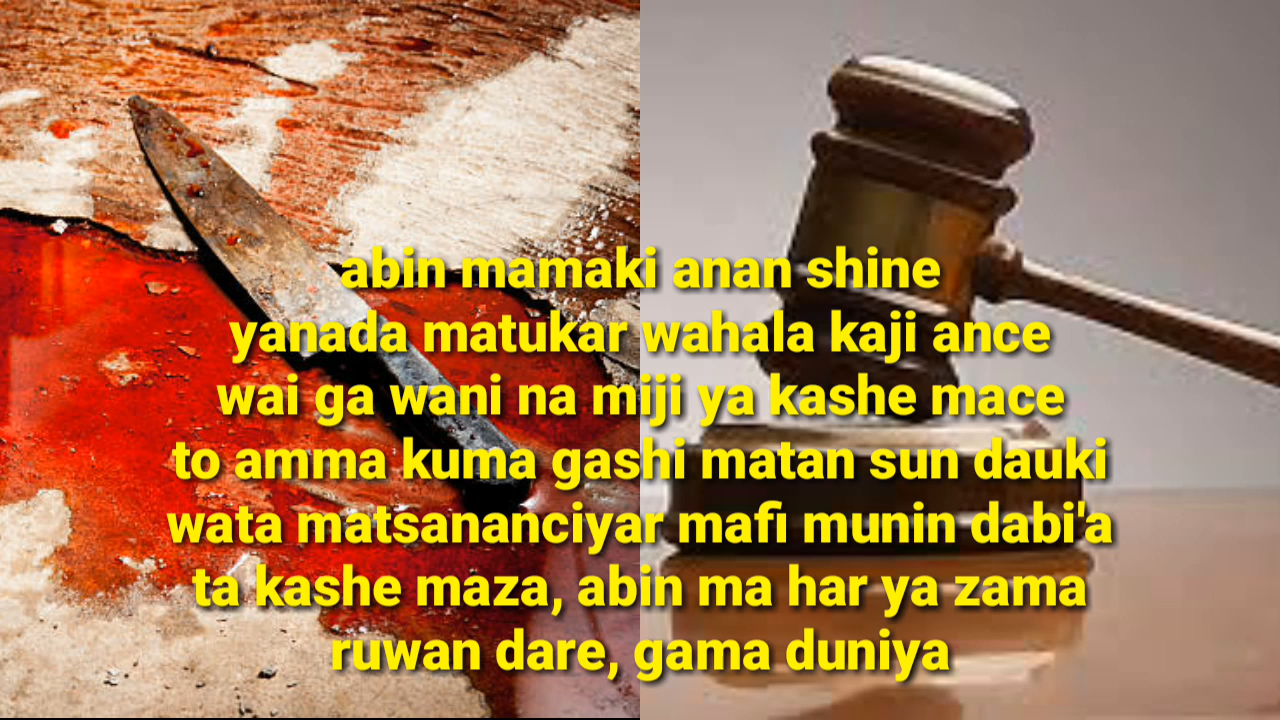 abin mamaki anan shine
yanada matukar wahala kaji ance
wai ga wani na miji ya kashe mace
to amma kuma gashi matan sun dauki
wata matsananciyar mafi munin dabi'a
ta kashe maza, abin ma har ya zama
ruwan dare, gama duniya